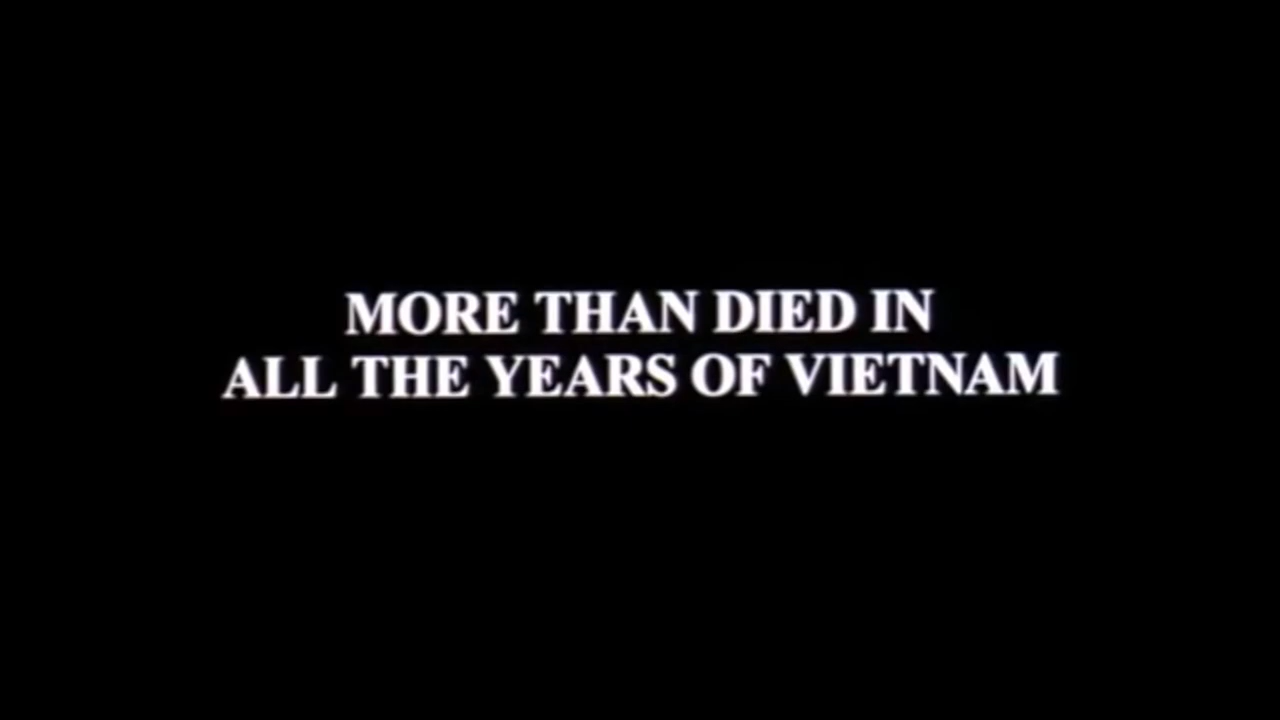 MORE THAN DIED IN
ALL THE YEARS OF VIETNAM